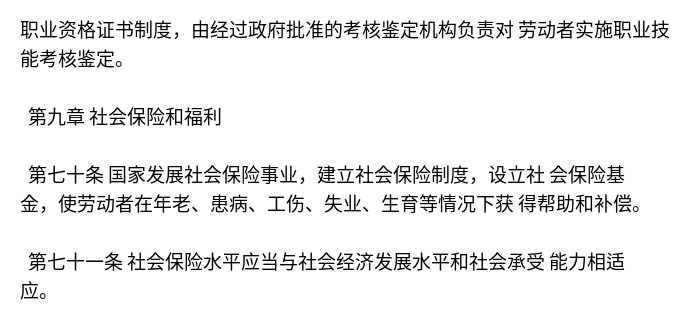 职业资格证书制度，由经过政府批准的考核鉴定机构负责对 劳动者实施职业技
能考核鉴定。
第九章 社会保险和福利
第七十条 国家发展社会保险事业，建立社会保险制度，设立社 会保险基
金，使劳动者在年老、患病、工伤、失业、生育等情况下获 得帮助和补偿。
第七十一条 社会保险水平应当与社会经济发展水平和社会承受 能力相适
应。